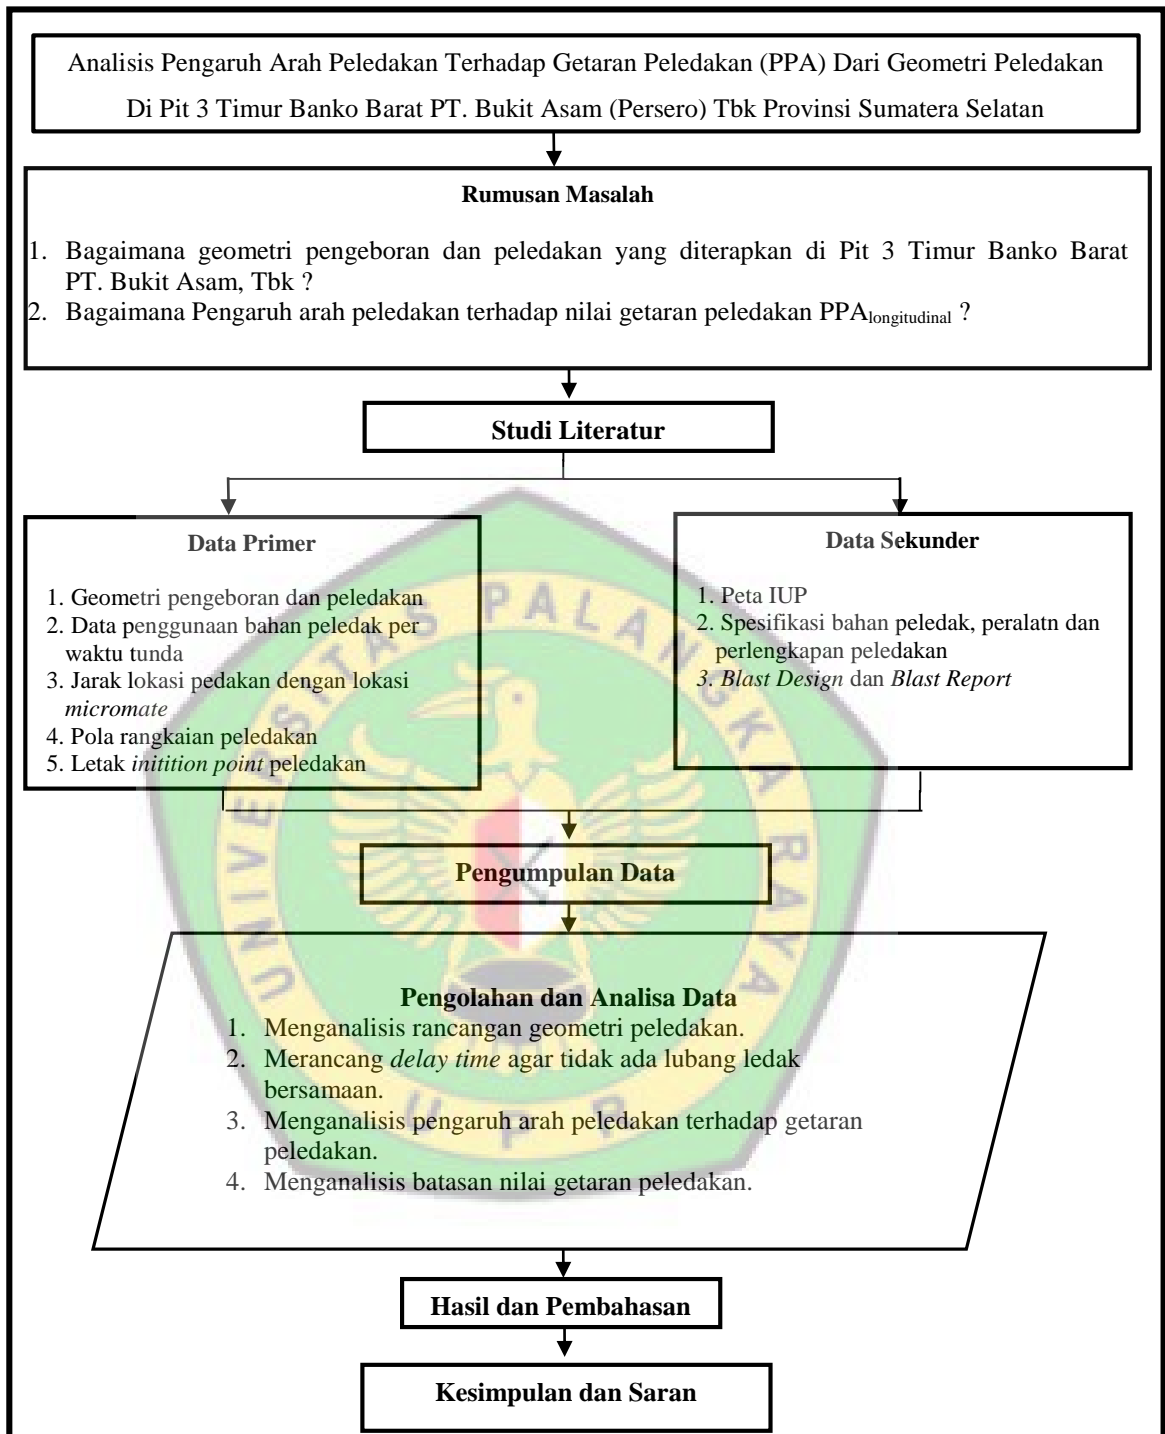 Analisis Pengaruh Arah Peledakan Terhadap Getaran Peledakan (PPA) Dari Geometri Peledakan
Di Pit 3 Timur Banko Barat PT. Bukit Asam (Persero) Tbk Provinsi Sumatera Selatan
Rumusan Masalah
1. Bagaimana geometri pengeboran dan peledakan yang diterapkan di Pit 3 Timur Banko Barat
PT. Bukit Asam, Tbk ?
2. Bagaimana Pengaruh arah peledakan terhadap nilai getaran peledakan PPAlongitudinal ?
Studi Literatur
Data Primer
1. Geometri pengeboran dan peledakan
2. Data penggunaan bahan peledak per
waktu tunda
3. Jarak lokasi pedakan dengan lokasi
micromate
4. Pola rangkaian peledakan
5. Letak initition point peledakan
Data Sekunder
1. Peta IUP
2. Spesifikasi bahan peledak, peralatn dan
perlengkapan peledakan
3. Blast Design dan Blast Report
Pengumpulan Data
Pengolahan dan Analisa Data
1. Menganalisis rancangan geometri peledakan.
2. Merancang delay time agar tidak ada lubang ledak
bersamaan.
3. Menganalisis pengaruh arah peledakan terhadap getaran
peledakan.
4. Menganalisis batasan nilai getaran peledakan.
Hasil dan Pembahasan
Kesimpulan dan Saran
UNIVERSITAS PALANGKA RAYA
UPR